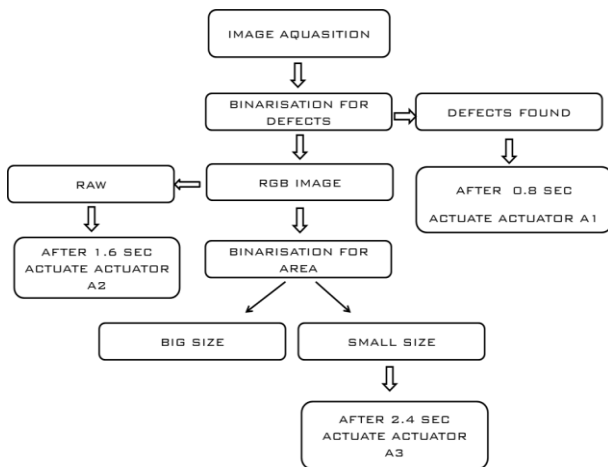 IMAGE AQUASITION
BINARISATION FOR
DEFECTS
DEFECTS FOUND
RAW
RGB IMAGE
AFTER 0.8 SEC
ACTUATE ACTUATOR A1
AFTER 1.6 SEC
ACTUATE ACTUATOR
A2
BINARISATION FOR
AREA
BIG SIZE
SMALL SIZE
AFTER 2.4 SEC
ACTUATE ACTUATOR
A3